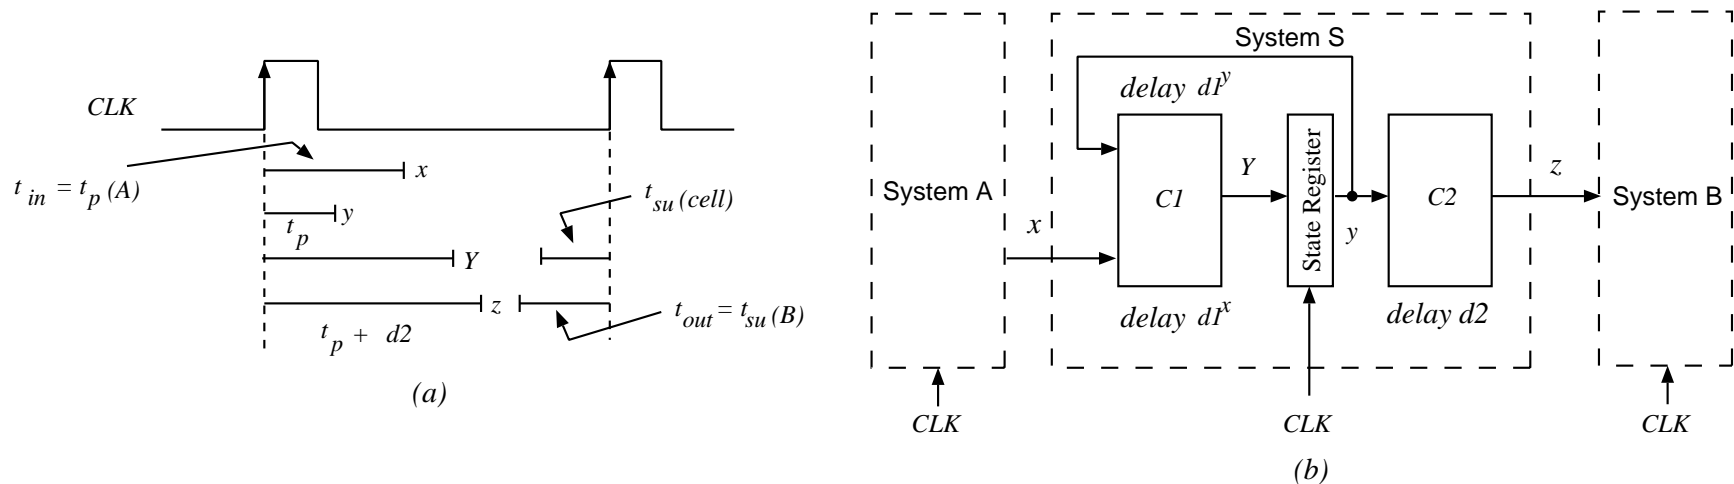 CLK
t_in = t_p (A)
x
t_p
y
t_su (cell)
Y
z
t_p + d2
t_out = t_su (B)
(a)
System A
CLK
x
System S
delay d1^y
C1
delay d1^x
Y
State Register
y
CLK
C2
delay d2
z
System B
CLK
(b)